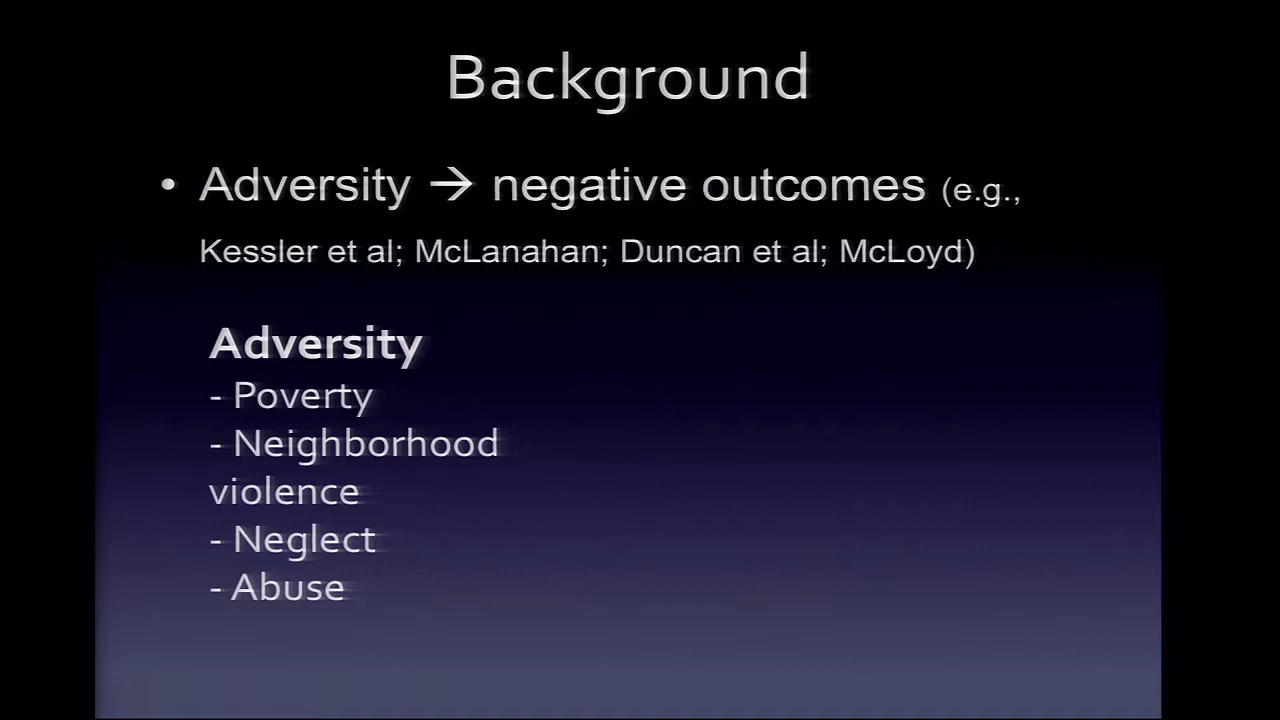 Background
• Adversity → negative outcomes (e.g.,
Kessler et al; McLanahan; Duncan et al; McLoyd)
Adversity
- Poverty
- Neighborhood
violence
- Neglect
- Abuse